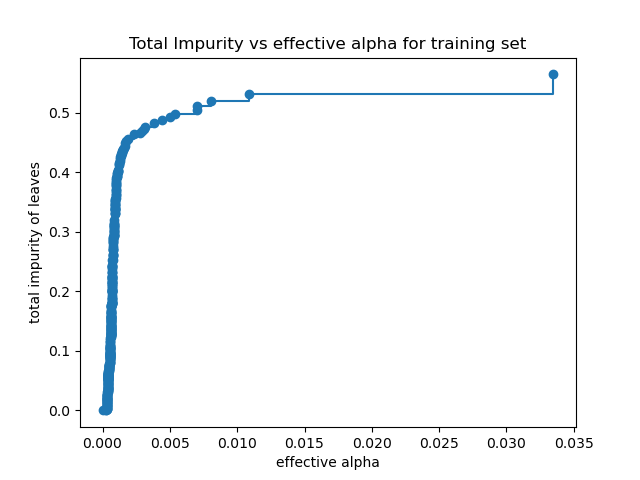 Total Impurity vs effective alpha for training set
total impurity of leaves
0.5
0.4
0.3
0.2
0.1
0.0
0.000 0.005 0.010 0.015 0.020 0.025 0.030 0.035
effective alpha